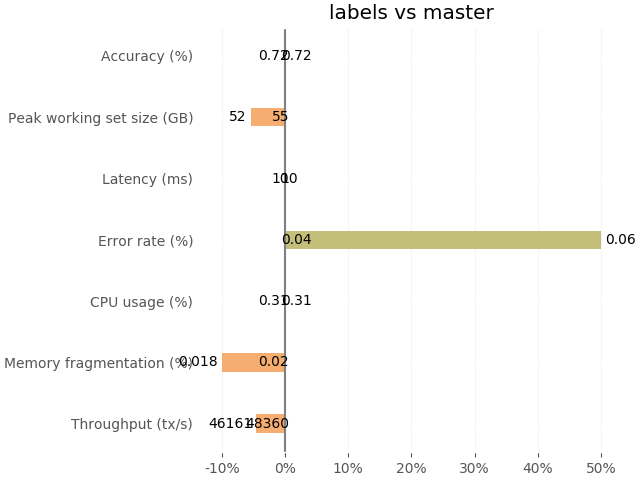 labels vs master
Accuracy (%) 0.72 0.72
Peak working set size (GB) 52 55
Latency (ms) 10 10
Error rate (%) 0.04 0.06
CPU usage (%) 0.31 0.31
Memory fragmentation (%) 0.018 0.02
Throughput (tx/s) 46161 48360
-10% 0% 10% 20% 30% 40% 50%